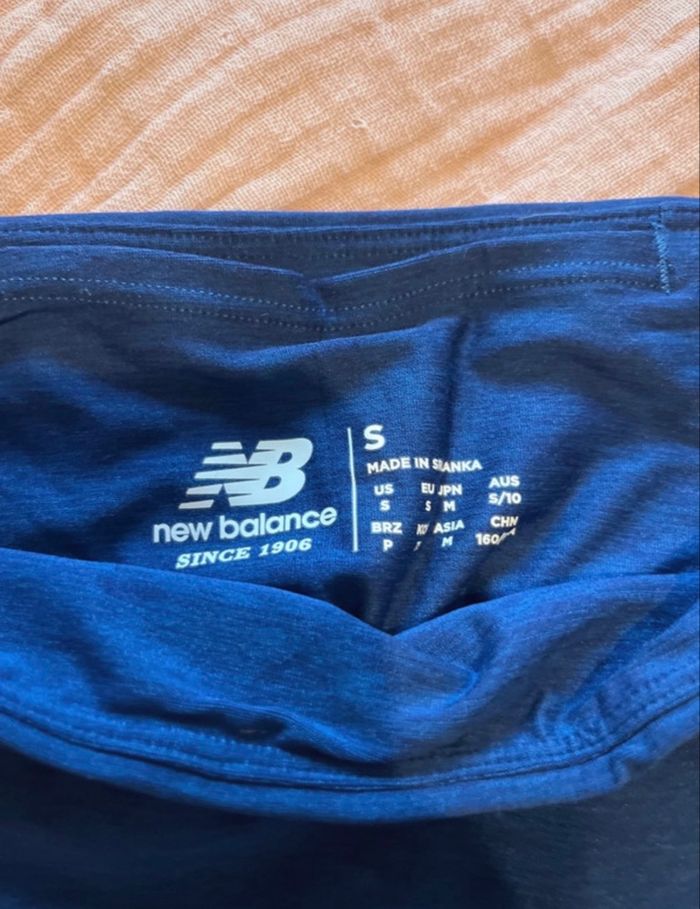 NB
new balance
SINCE 1906
S
MADE IN
US EU JPN AUS
S S M S/10
BRZ ASIA CHN
P M